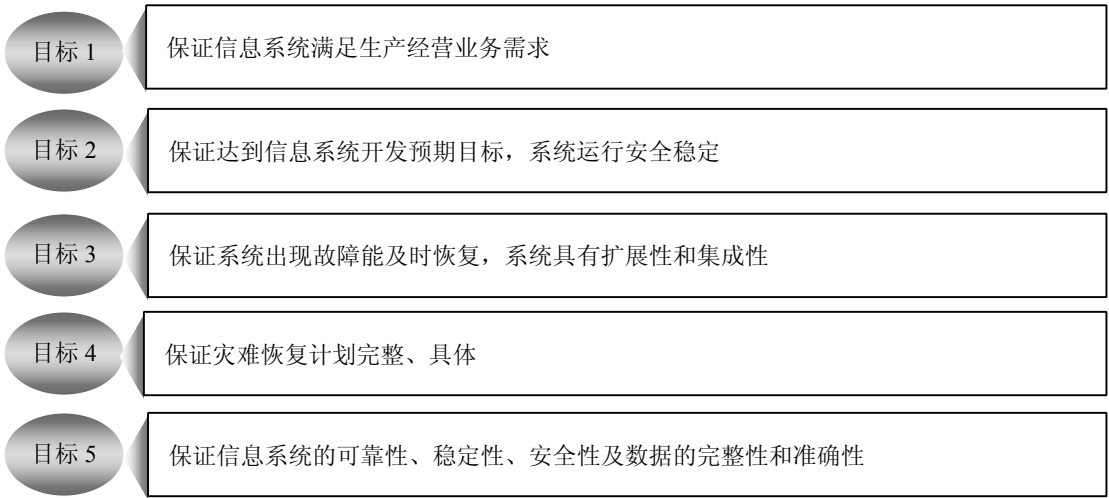 目标 1
保证信息系统满足生产经营业务需求
目标 2
保证达到信息系统开发预期目标，系统运行安全稳定
目标 3
保证系统出现故障能及时恢复，系统具有扩展性和集成性
目标 4
保证灾难恢复计划完整、具体
目标 5
保证信息系统的可靠性、稳定性、安全性及数据的完整性和准确性